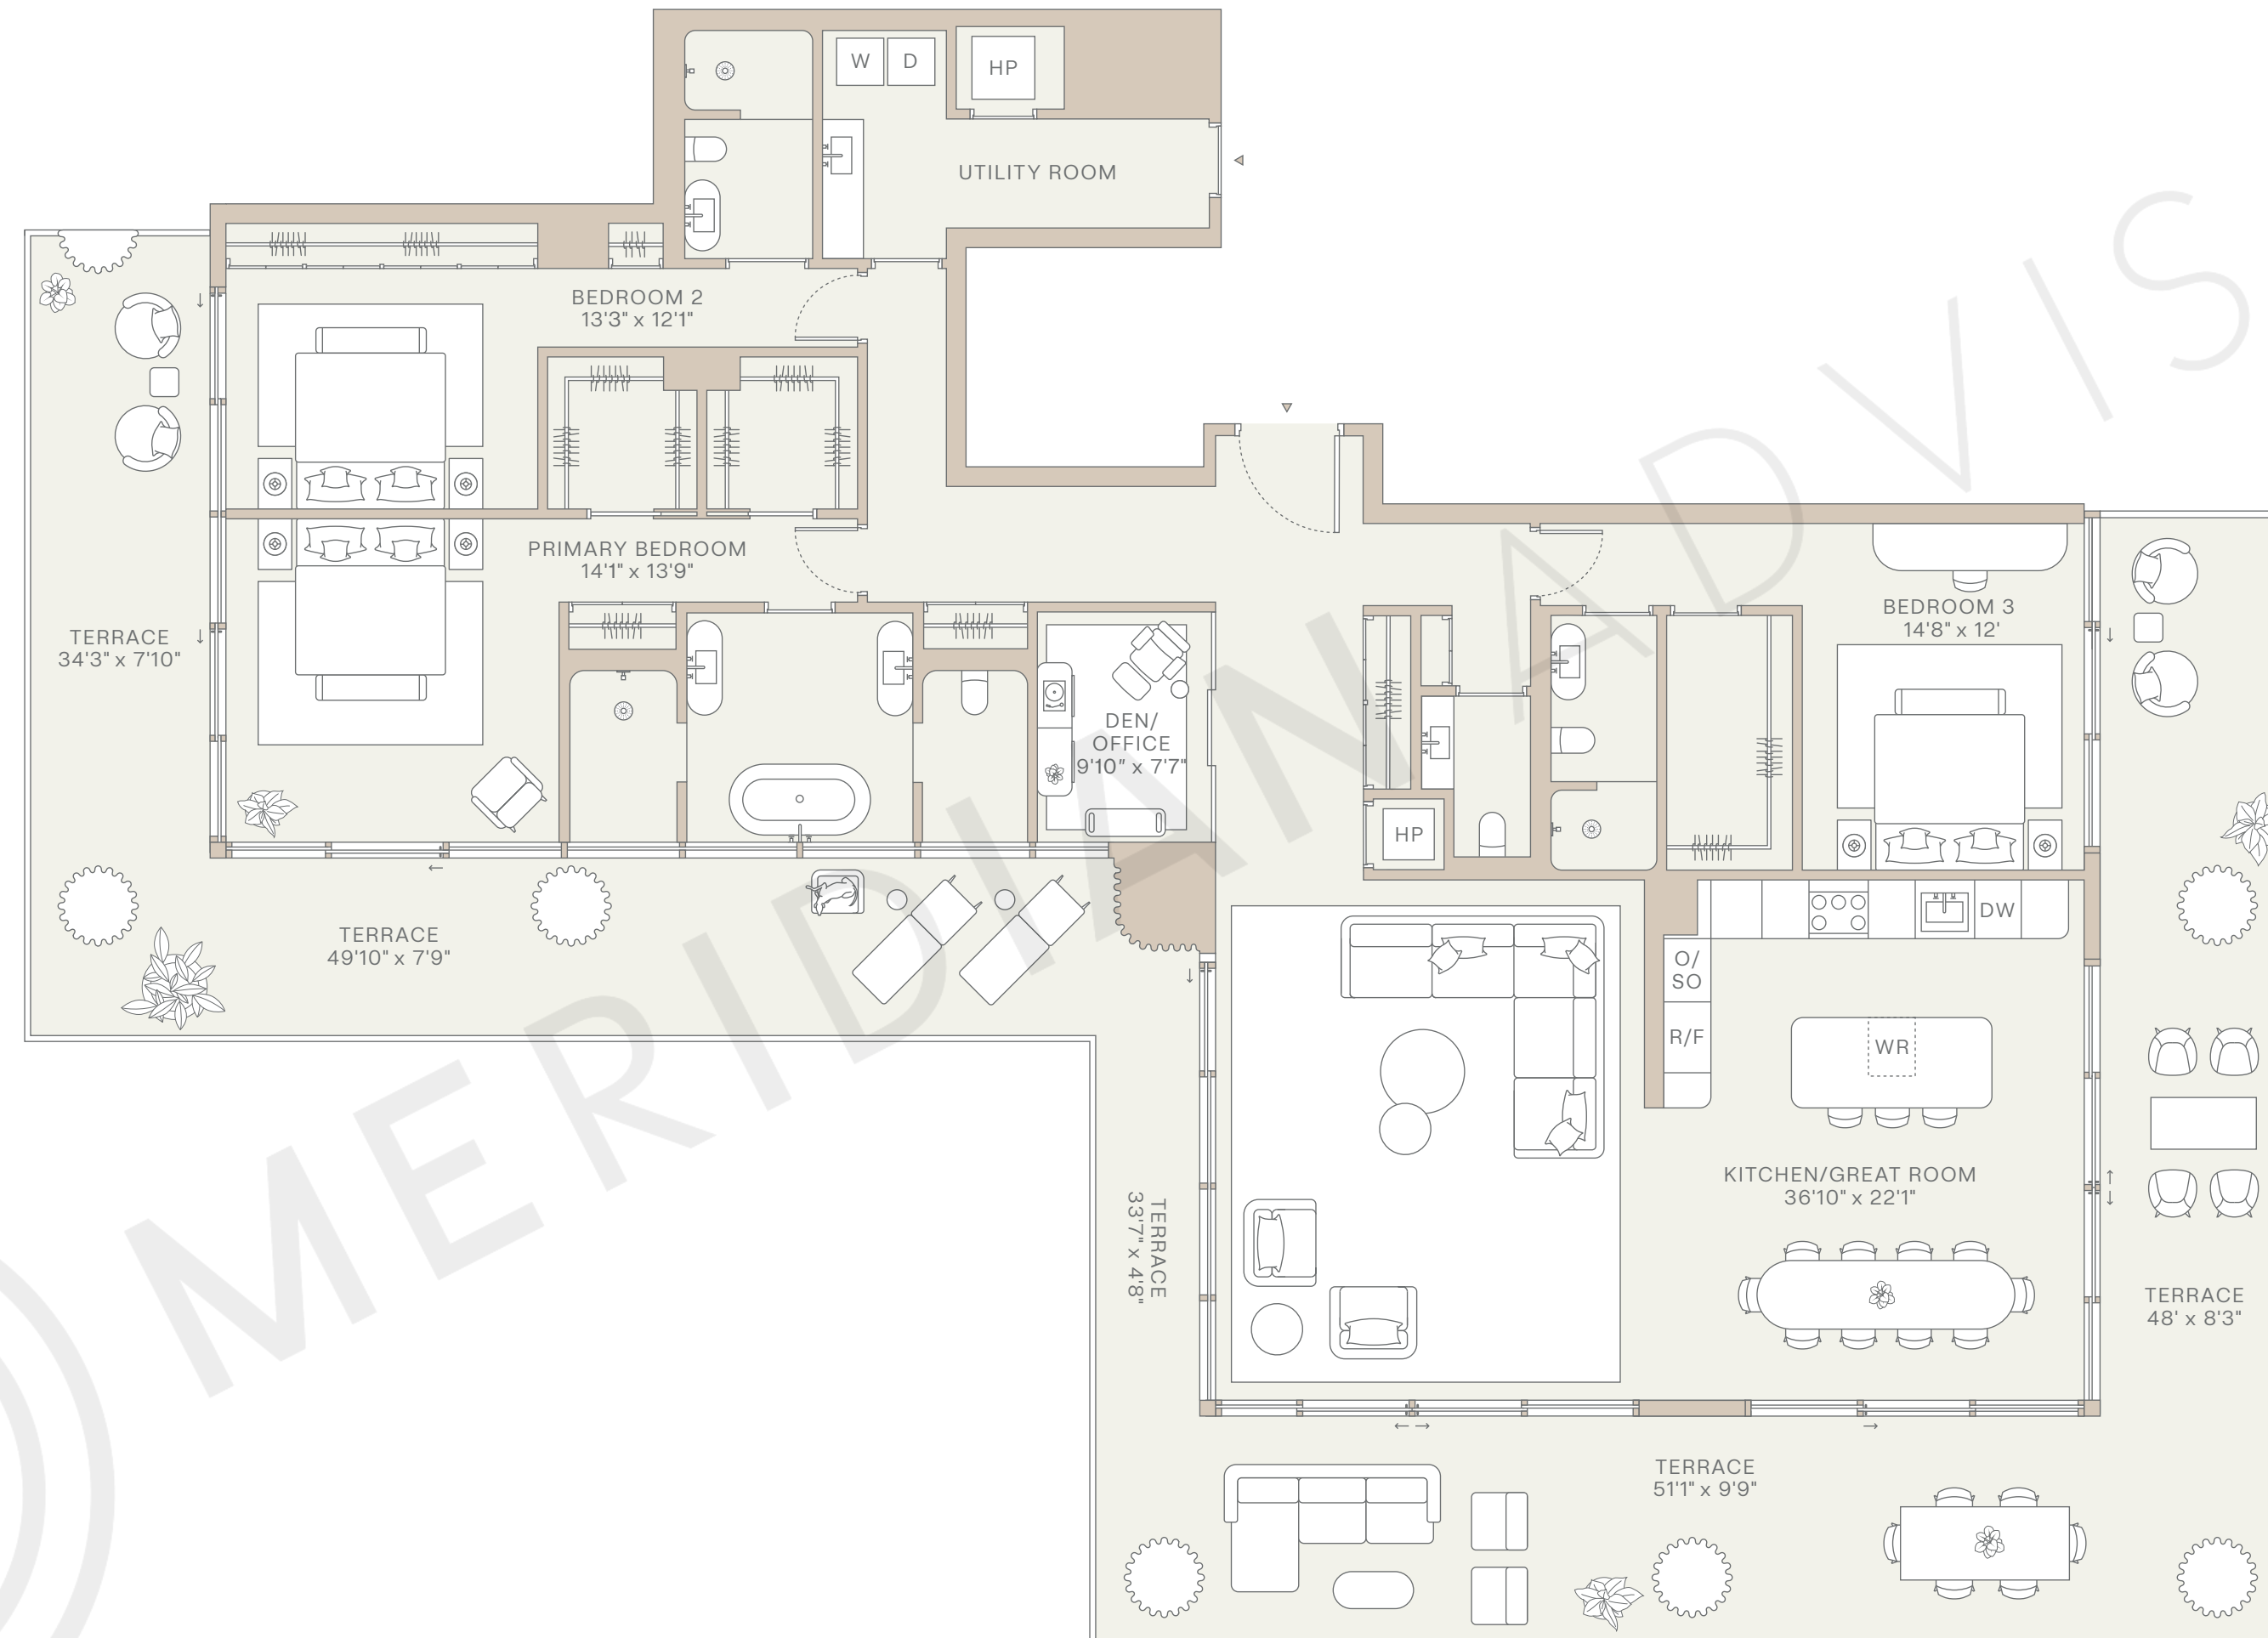 W
D
HP
UTILITY ROOM
BEDROOM 2
13'3" x 12'1"
PRIMARY BEDROOM
14'1" x 13'9"
BEDROOM 3
14'8" x 12'
TERRACE
34'3" x 7'10"
DEN/
OFFICE
9'10" x 7'7"
HP
TERRACE
49'10" x 7'9"
DW
O/
SO
R/F
WR
KITCHEN/GREAT ROOM
36'10" x 22'1"
TERRACE
33'7" x 4'8"
TERRACE
48' x 8'3"
TERRACE
51'1" x 9'9"
MERIDIAN ADVIS